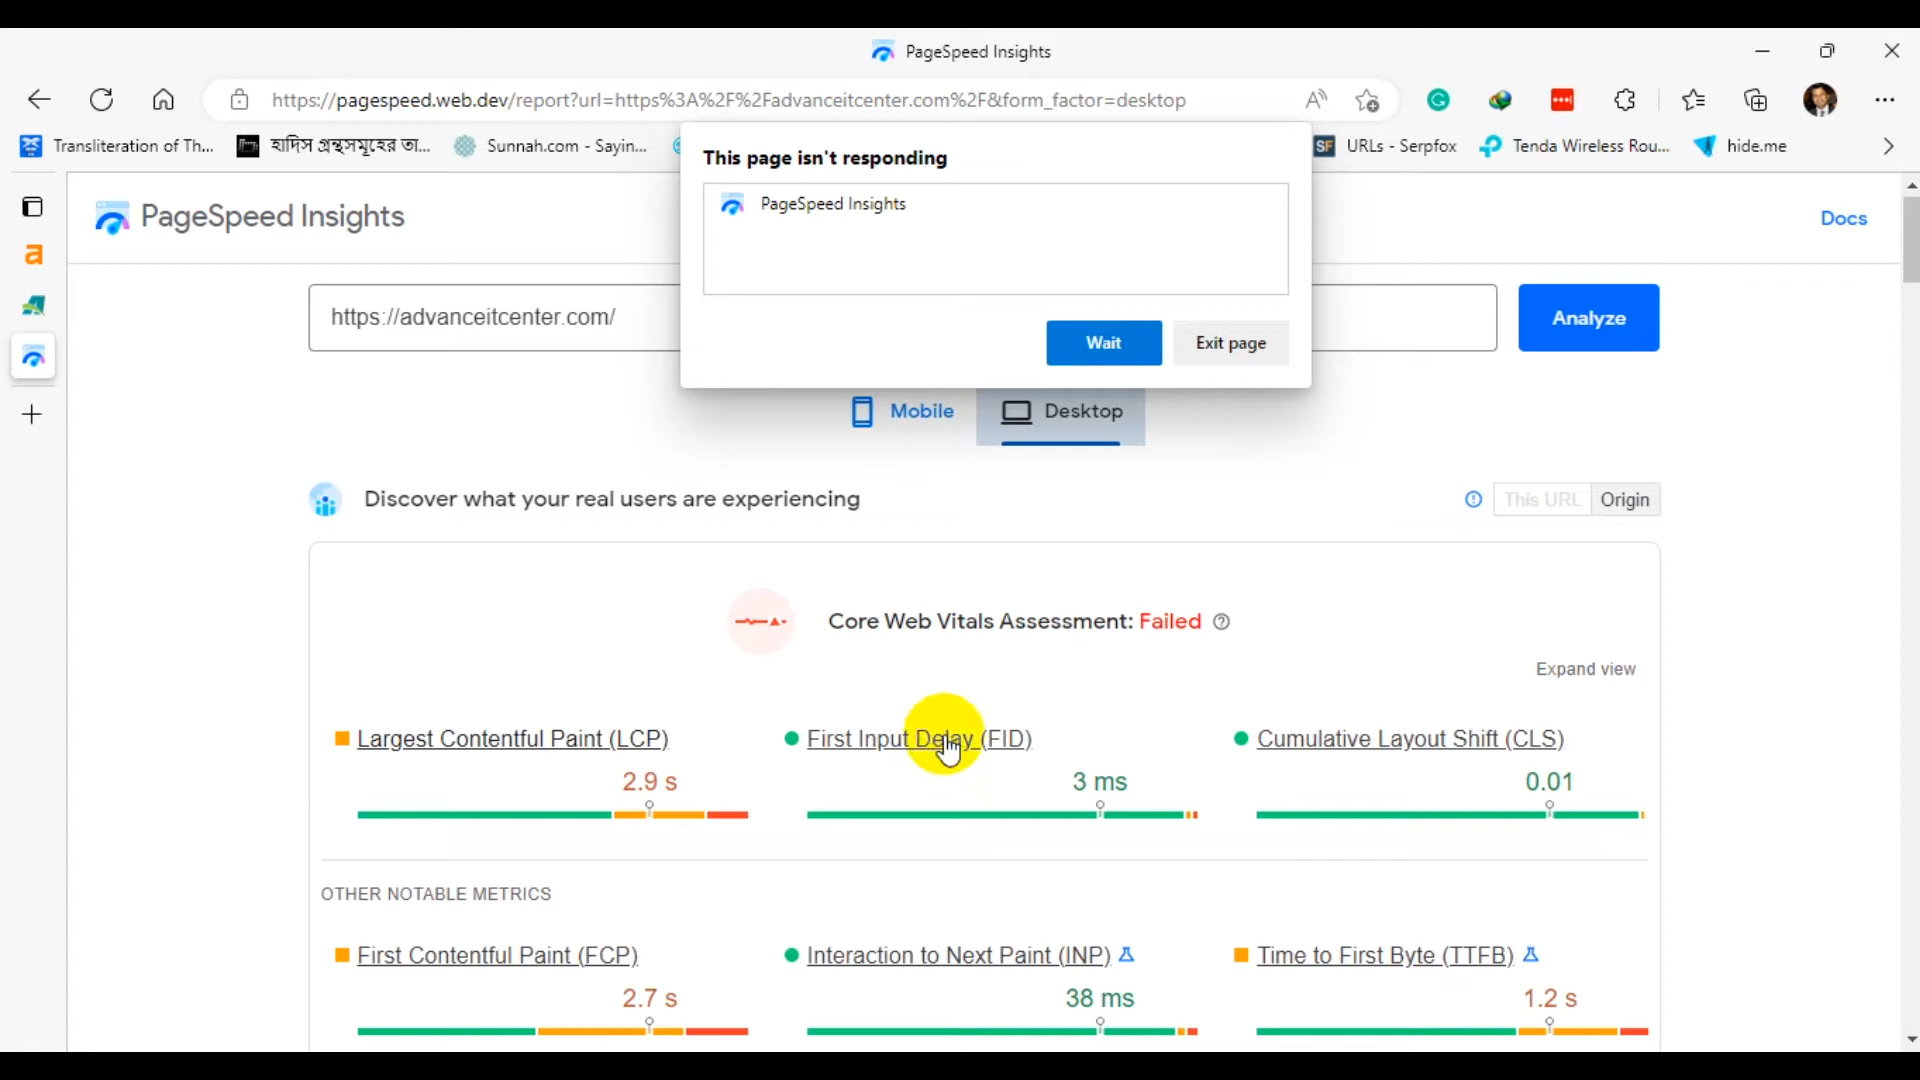 PageSpeed Insights
https://pagespeed.web.dev/report?url=https%3A%2F%2Fadvanceitcenter.com%2F&form_factor=desktop
Transliteration of Th...
হাদিস গ্রন্থসমূহের তা...
Sunnah.com - Sayin...
SF
URLs - Serpfox
Tenda Wireless Rou...
hide.me
This page isn't responding
PageSpeed Insights
Wait
Exit page
a
PageSpeed Insights
Docs
https://advanceitcenter.com/
Analyze
Mobile
Desktop
Discover what your real users are experiencing
This URL
Origin
Core Web Vitals Assessment: Failed
Expand view
Largest Contentful Paint (LCP)
2.9 s
First Input Delay (FID)
3 ms
Cumulative Layout Shift (CLS)
0.01
OTHER NOTABLE METRICS
First Contentful Paint (FCP)
2.7 s
Interaction to Next Paint (INP)
38 ms
Time to First Byte (TTFB)
1.2 s